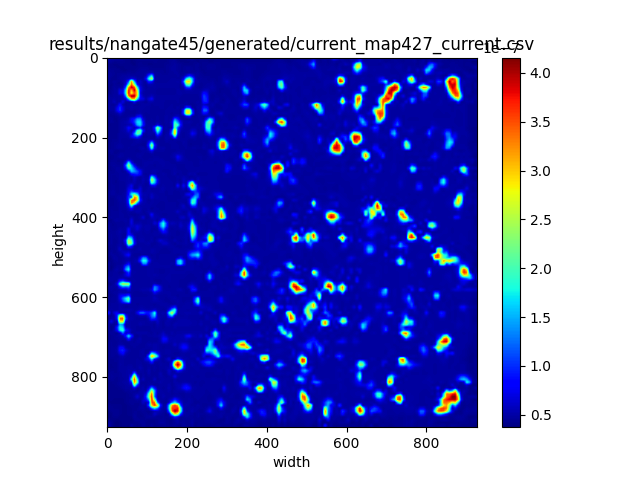 results/nangate45/generated/current_map427_current.csv
1e−7
0
200
400
600
800
height
0 200 400 600 800
width
4.0
3.5
3.0
2.5
2.0
1.5
1.0
0.5